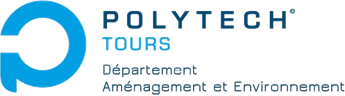 POLYTECH®
TOURS
Département
Aménagement et Environnement